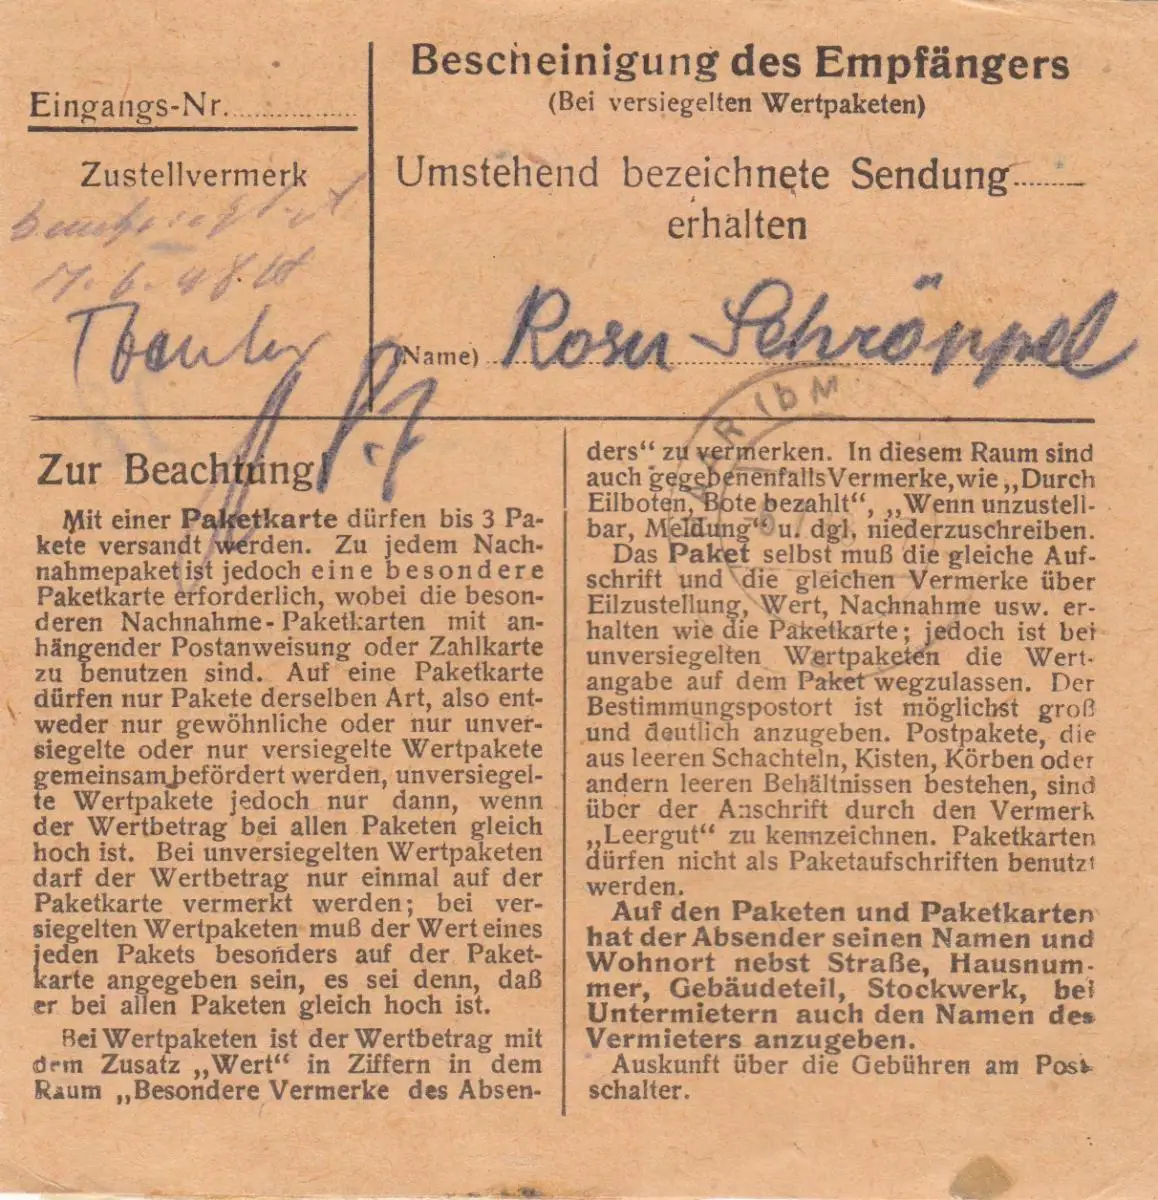 Eingangs-Nr.
Zustellvermerk
17. 6. 48
Bescheinigung des Empfängers
(Bei versiegelten Wertpaketen)
Umstehend bezeichnete Sendung
erhalten
(Name) Rosa Schröppel
Zur Beachtung!
Mit einer Paketkarte dürfen bis 3 Pa-
kete versandt werden. Zu jedem Nach-
nahmepaket ist jedoch eine besondere
Paketkarte erforderlich, wobei die beson-
deren Nachnahme-Paketkarten mit an-
hängender Postanweisung oder Zahlkarte
zu benutzen sind. Auf eine Paketkarte
dürfen nur Pakete derselben Art, also ent-
weder nur gewöhnliche oder nur unver-
siegelte oder nur versiegelte Wertpakete
gemeinsam befördert werden, unversiegel-
te Wertpakete jedoch nur dann, wenn
der Wertbetrag bei allen Paketen gleich
hoch ist. Bei unversiegelten Wertpaketen
darf der Wertbetrag nur einmal auf der
Paketkarte vermerkt werden; bei ver-
siegelten Wertpaketen muß der Wert eines
jeden Pakets besonders auf der Paket-
karte angegeben sein, es sei denn, daß
er bei allen Paketen gleich hoch ist.
Bei Wertpaketen ist der Wertbetrag mit
dem Zusatz „Wert“ in Ziffern in dem
Raum „Besondere Vermerke des Absen-
ders“ zu vermerken. In diesem Raum sind
auch gegebenenfalls Vermerke, wie „Durch
Eilboten, Bote bezahlt“, „Wenn unzustell-
bar, Meldung“ u. dgl. niederzuschreiben.
Das Paket selbst muß die gleiche Auf-
schrift und die gleichen Vermerke über
Eilzustellung, Wert, Nachnahme usw. er-
halten wie die Paketkarte; jedoch ist bei
unversiegelten Wertpaketen die Wert-
angabe auf dem Paket wegzulassen. Der
Bestimmungspostort ist möglichst groß
und deutlich anzugeben. Postpakete, die
aus leeren Schachteln, Kisten, Körben oder
andern leeren Behältnissen bestehen, sind
über der Anschrift durch den Vermerk
„Leergut“ zu kennzeichnen. Paketkarten
dürfen nicht als Paketaufschriften benutzt
werden.
Auf den Paketen und Paketkarten
hat der Absender seinen Namen und
Wohnort nebst Straße, Hausnum-
mer, Gebäudeteil, Stockwerk, bei
Untermietern auch den Namen des
Vermieters anzugeben.
Auskunft über die Gebühren am Post-
schalter.